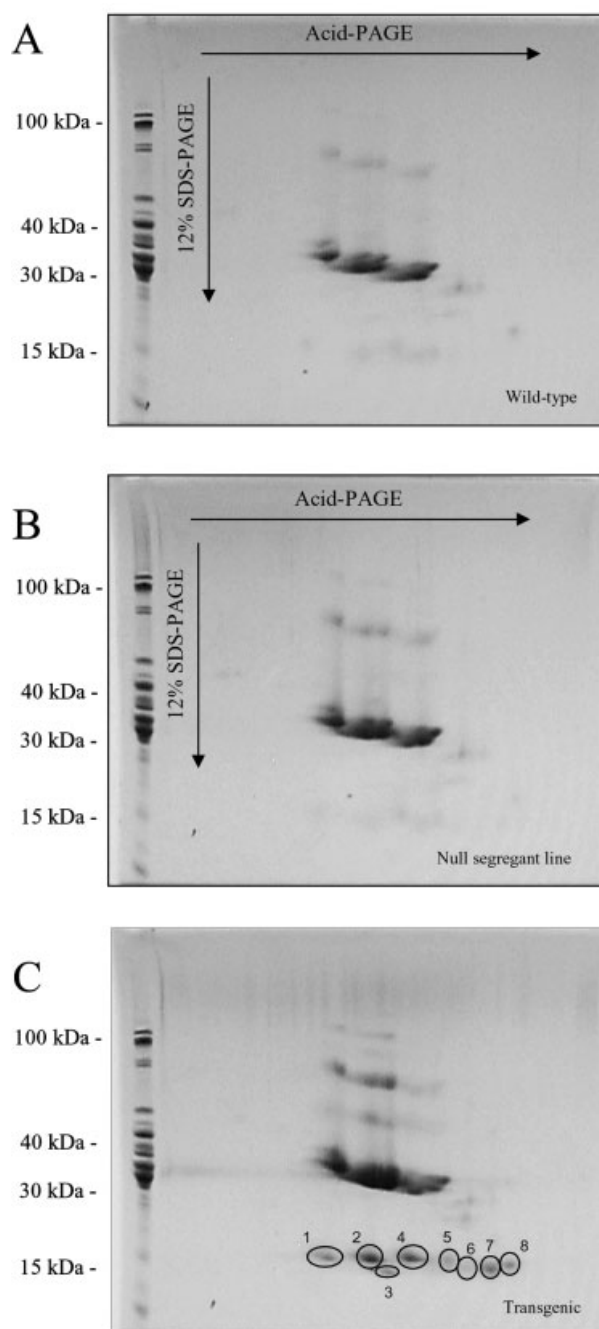 A
Acid-PAGE
12% SDS-PAGE
100 kDa -
40 kDa -
30 kDa -
15 kDa -
Wild-type
B
Acid-PAGE
12% SDS-PAGE
100 kDa -
40 kDa -
30 kDa -
15 kDa -
Null segregant line
C
100 kDa -
40 kDa -
30 kDa -
15 kDa -
1 2 4 5 6 7 8
3
Transgenic